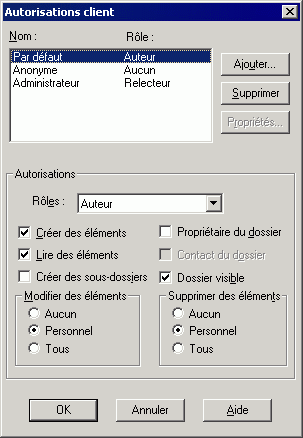 Autorisations client
Nom : Rôle :
Par défaut Auteur
Anonyme Aucun
Administrateur Relecteur
Ajouter...
Supprimer
Propriétés...
Autorisations
Rôles : Auteur
Créer des éléments Propriétaire du dossier
Lire des éléments Contact du dossier
Créer des sous-dossiers Dossier visible
Modifier des éléments Supprimer des éléments
Aucun Aucun
Personnel Personnel
Tous Tous
OK Annuler Aide